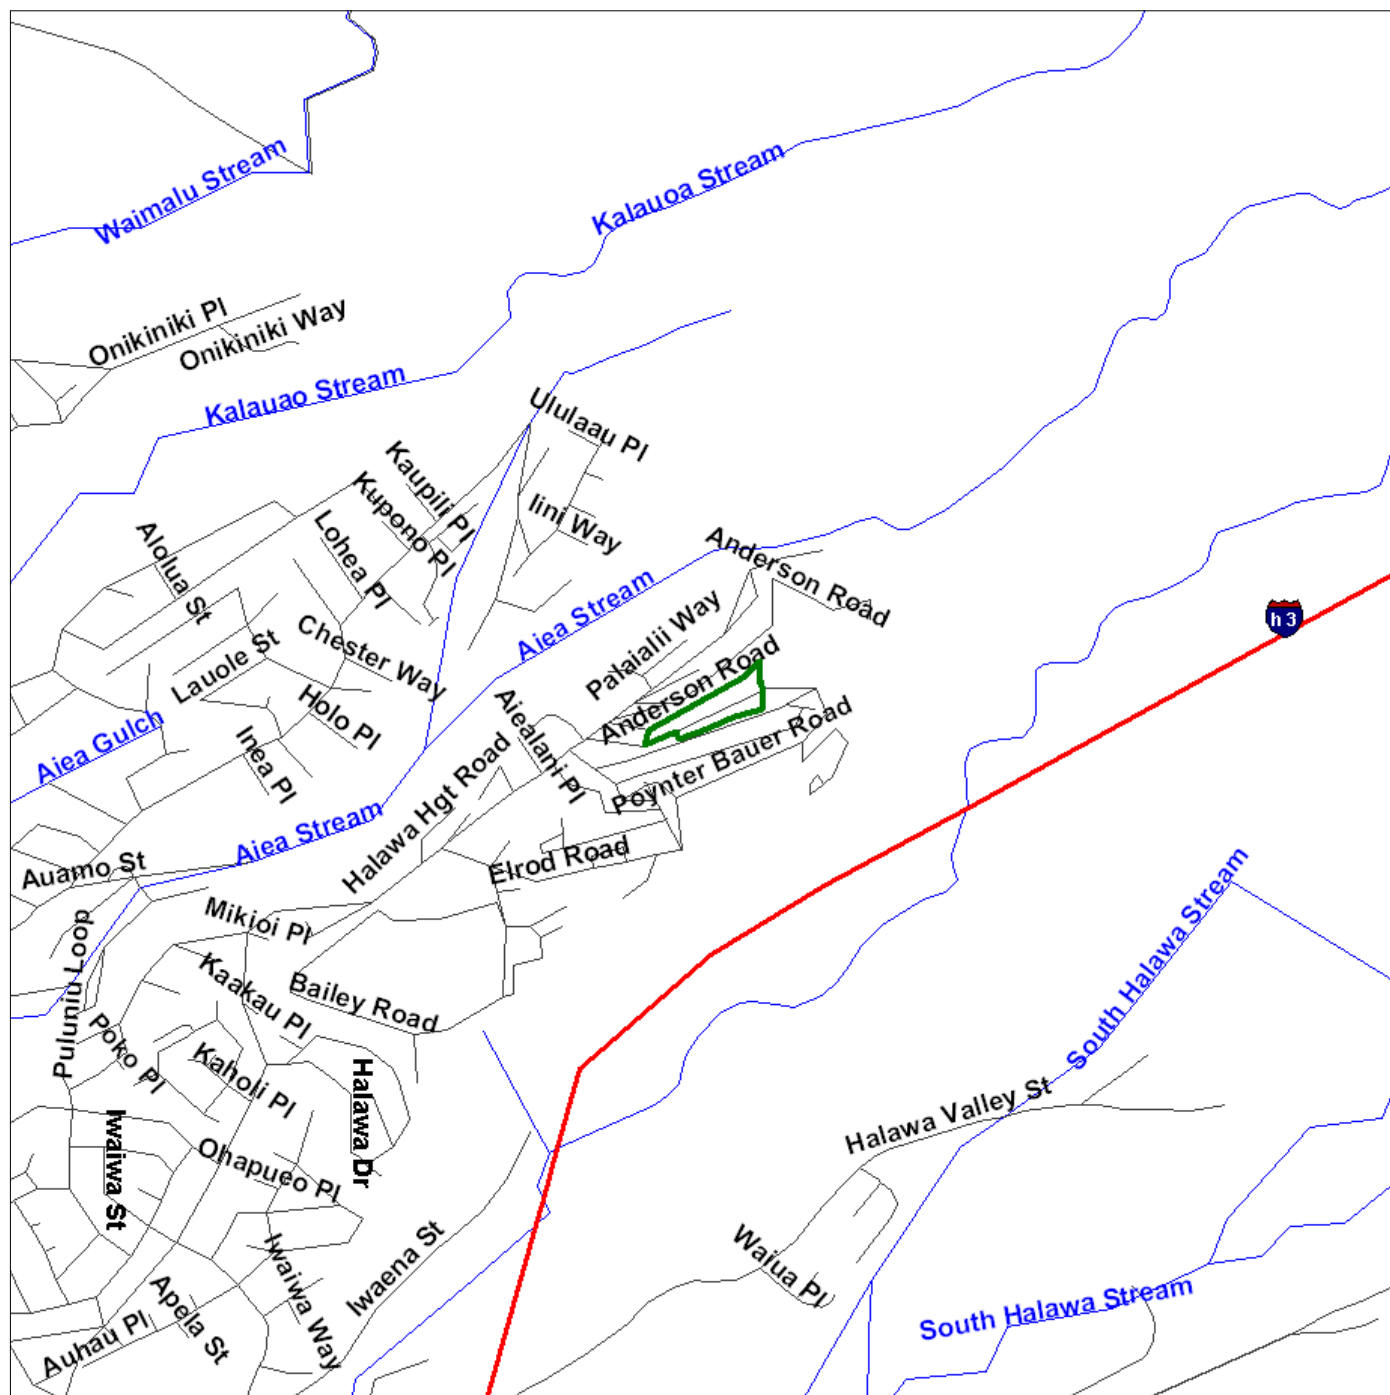 Waimalu Stream
Kalauoa Stream
Onikiniki Pl
Onikiniki Way
Kalauao Stream
Ululaau Pl
Kaupili Pl
Kupono Pl
Lohea Pl
Iini Way
Alolua St
Anderson Road
Aiea Stream
Palaialii Way
h 3
Chester Way
Lauole St
Anderson Road
Holo Pl
Aiealani Pl
Aiea Gulch
Inea Pl
Poynter Bauer Road
Halawa Hgt Road
Aiea Stream
Elrod Road
Auamo St
Mikioi Pl
South Halawa Stream
Puluniu Loop
Kaakau Pl
Bailey Road
Poko Pl
Kaholi Pl
Halawa Dr
Halawa Valley St
Iwaiwa St
Ohapueo Pl
Iwaena St
Waiua Pl
Iwaiwa Way
Apela St
South Halawa Stream
Auhau Pl